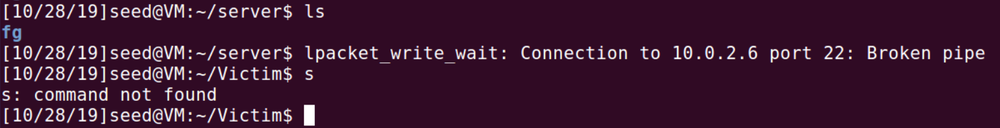 [10/28/19]seed@VM:~/server$ ls
fg
[10/28/19]seed@VM:~/server$ lpacket_write_wait: Connection to 10.0.2.6 port 22: Broken pipe
[10/28/19]seed@VM:~/Victim$ s
s: command not found
[10/28/19]seed@VM:~/Victim$